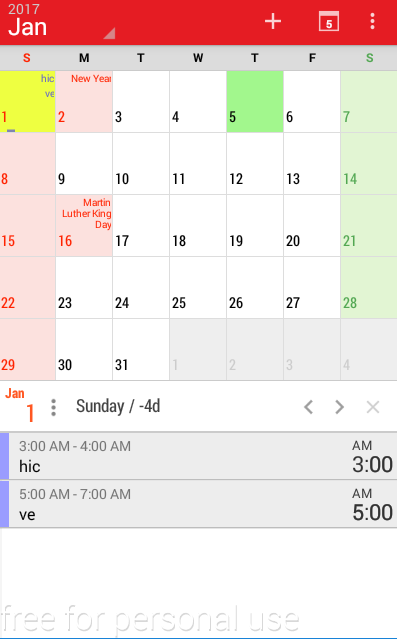 2017
Jan
5
S M T W T F S
hic
ve
New Year
1 2 3 4 5 6 7
8 9 10 11 12 13 14
Martin
Luther King
Day
15 16 17 18 19 20 21
22 23 24 25 26 27 28
29 30 31 1 2 3 4
Jan
1
Sunday / -4d
3:00 AM - 4:00 AM
hic
AM
3:00
5:00 AM - 7:00 AM
ve
AM
5:00
free for personal use